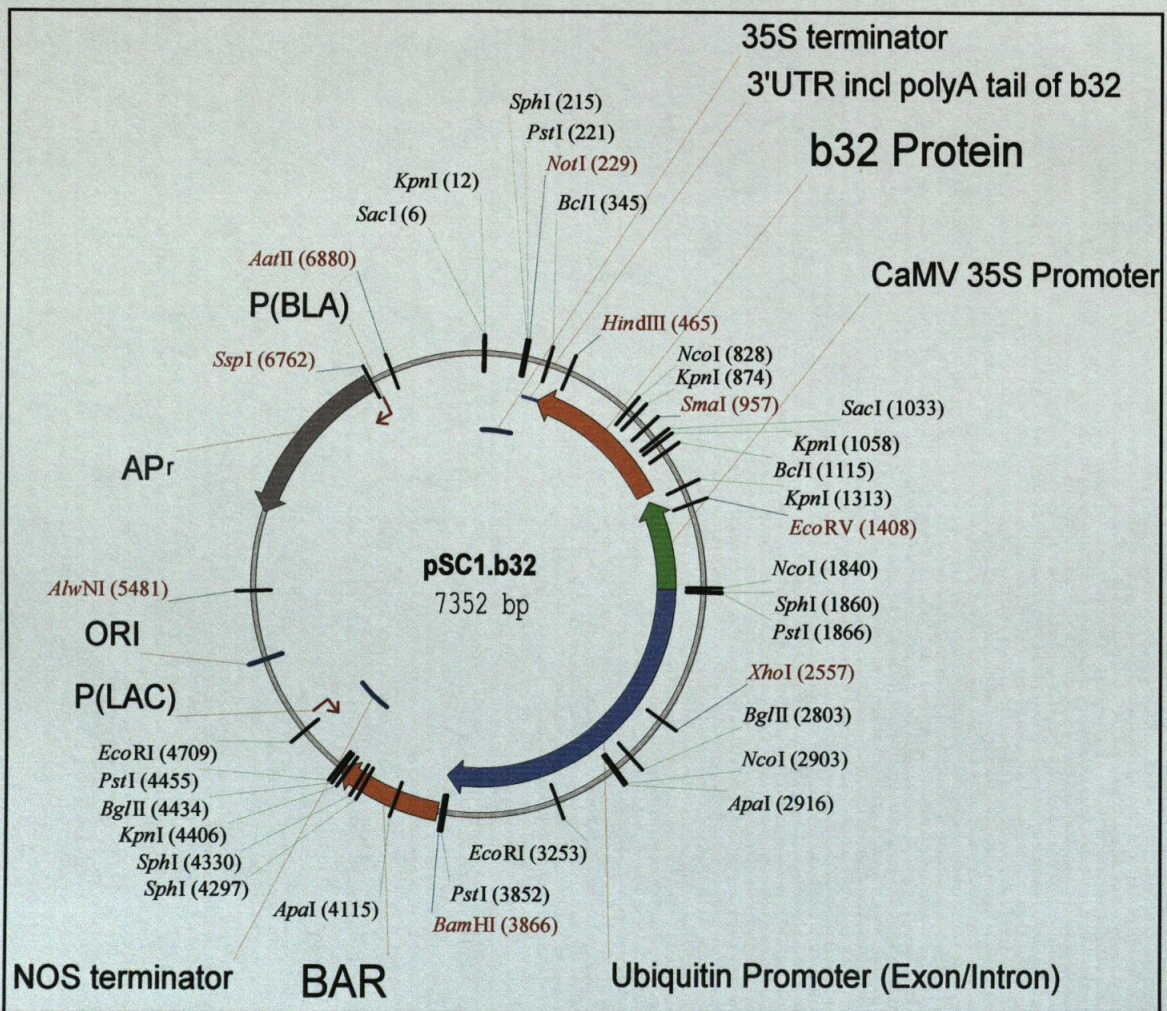 35S terminator
3'UTR incl polyA tail of b32
b32 Protein
SphI (215)
PstI (221)
NotI (229)
BclI (345)
KpnI (12)
SacI (6)
AatII (6880)
P(BLA)
SspI (6762)
CaMV 35S Promoter
HindIII (465)
NcoI (828)
KpnI (874)
SmaI (957)
SacI (1033)
KpnI (1058)
BclI (1115)
KpnI (1313)
EcoRV (1408)
APr
pSC1.b32
7352 bp
NcoI (1840)
SphI (1860)
PstI (1866)
AlwNI (5481)
ORI
P(LAC)
XhoI (2557)
BglII (2803)
NcoI (2903)
ApaI (2916)
EcoRI (4709)
PstI (4455)
BglII (4434)
KpnI (4406)
SphI (4330)
SphI (4297)
ApaI (4115)
EcoRI (3253)
PstI (3852)
BamHI (3866)
NOS terminator
BAR
Ubiquitin Promoter (Exon/Intron)